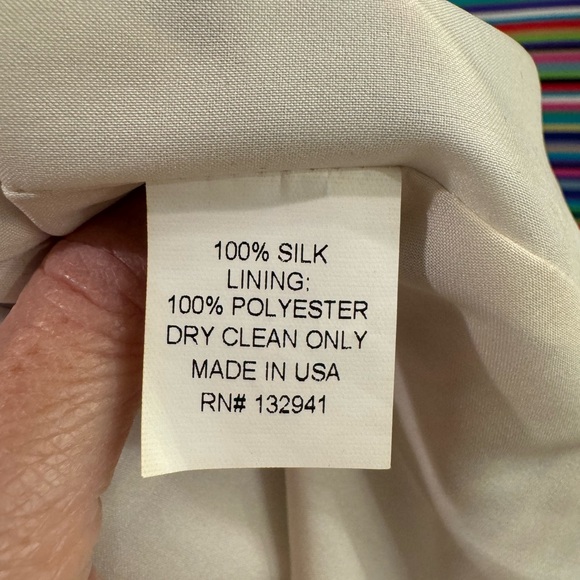 100% SILK
LINING:
100% POLYESTER
DRY CLEAN ONLY
MADE IN USA
RN# 132941